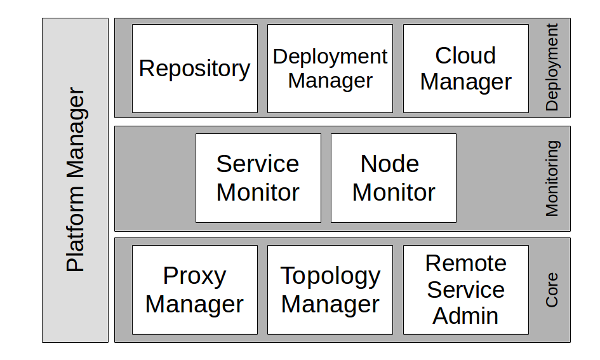 Platform Manager
Repository
Deployment
Manager
Cloud
Manager
Deployment
Service
Monitor
Node
Monitor
Monitoring
Proxy
Manager
Topology
Manager
Remote
Service
Admin
Core